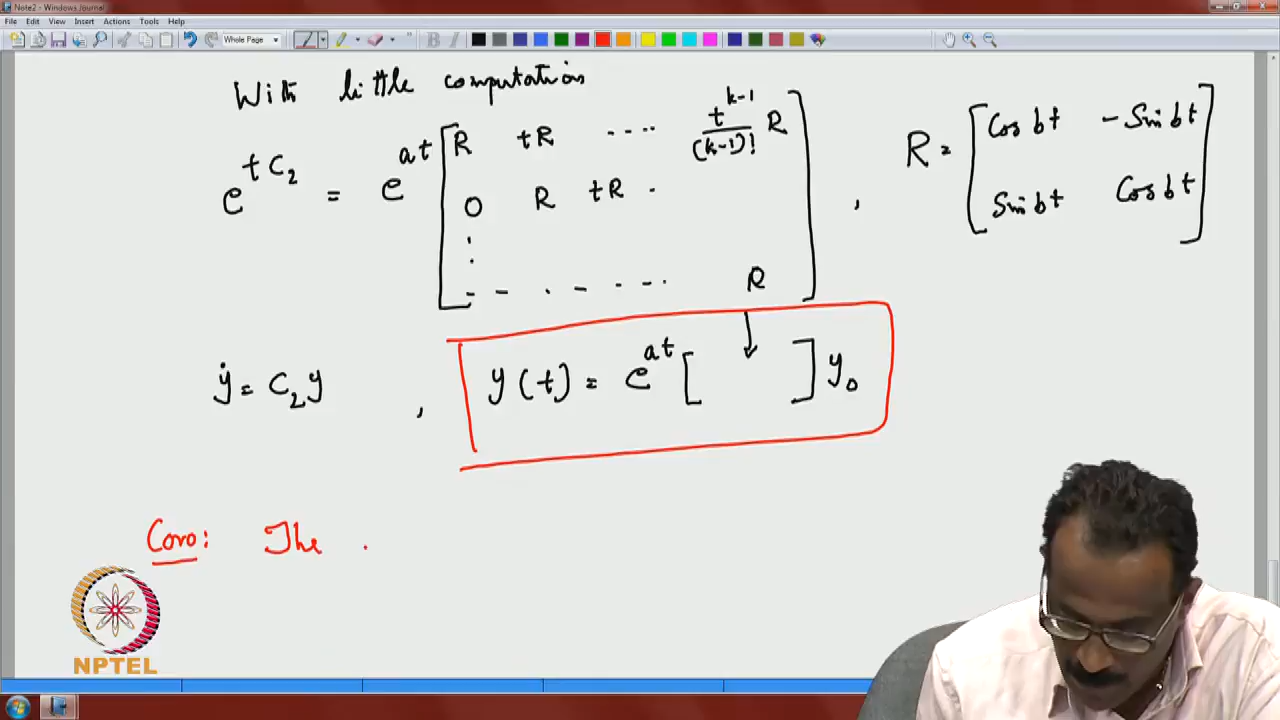 Note2 - Windows Journal
File Edit View Insert Actions Tools Help
Whole Page
With little computations
e^{tC_2} = e^{at} [ R tR .... t^{k-1}/(k-1)! R ; 0 R tR . ; : ; - - . - . - . . R ] , R = [ Cos bt - Sin bt ; Sin bt Cos bt ]
ẏ = C_2 y , y(t) = e^{at} [ ] y_0
Coro: The .
NPTEL